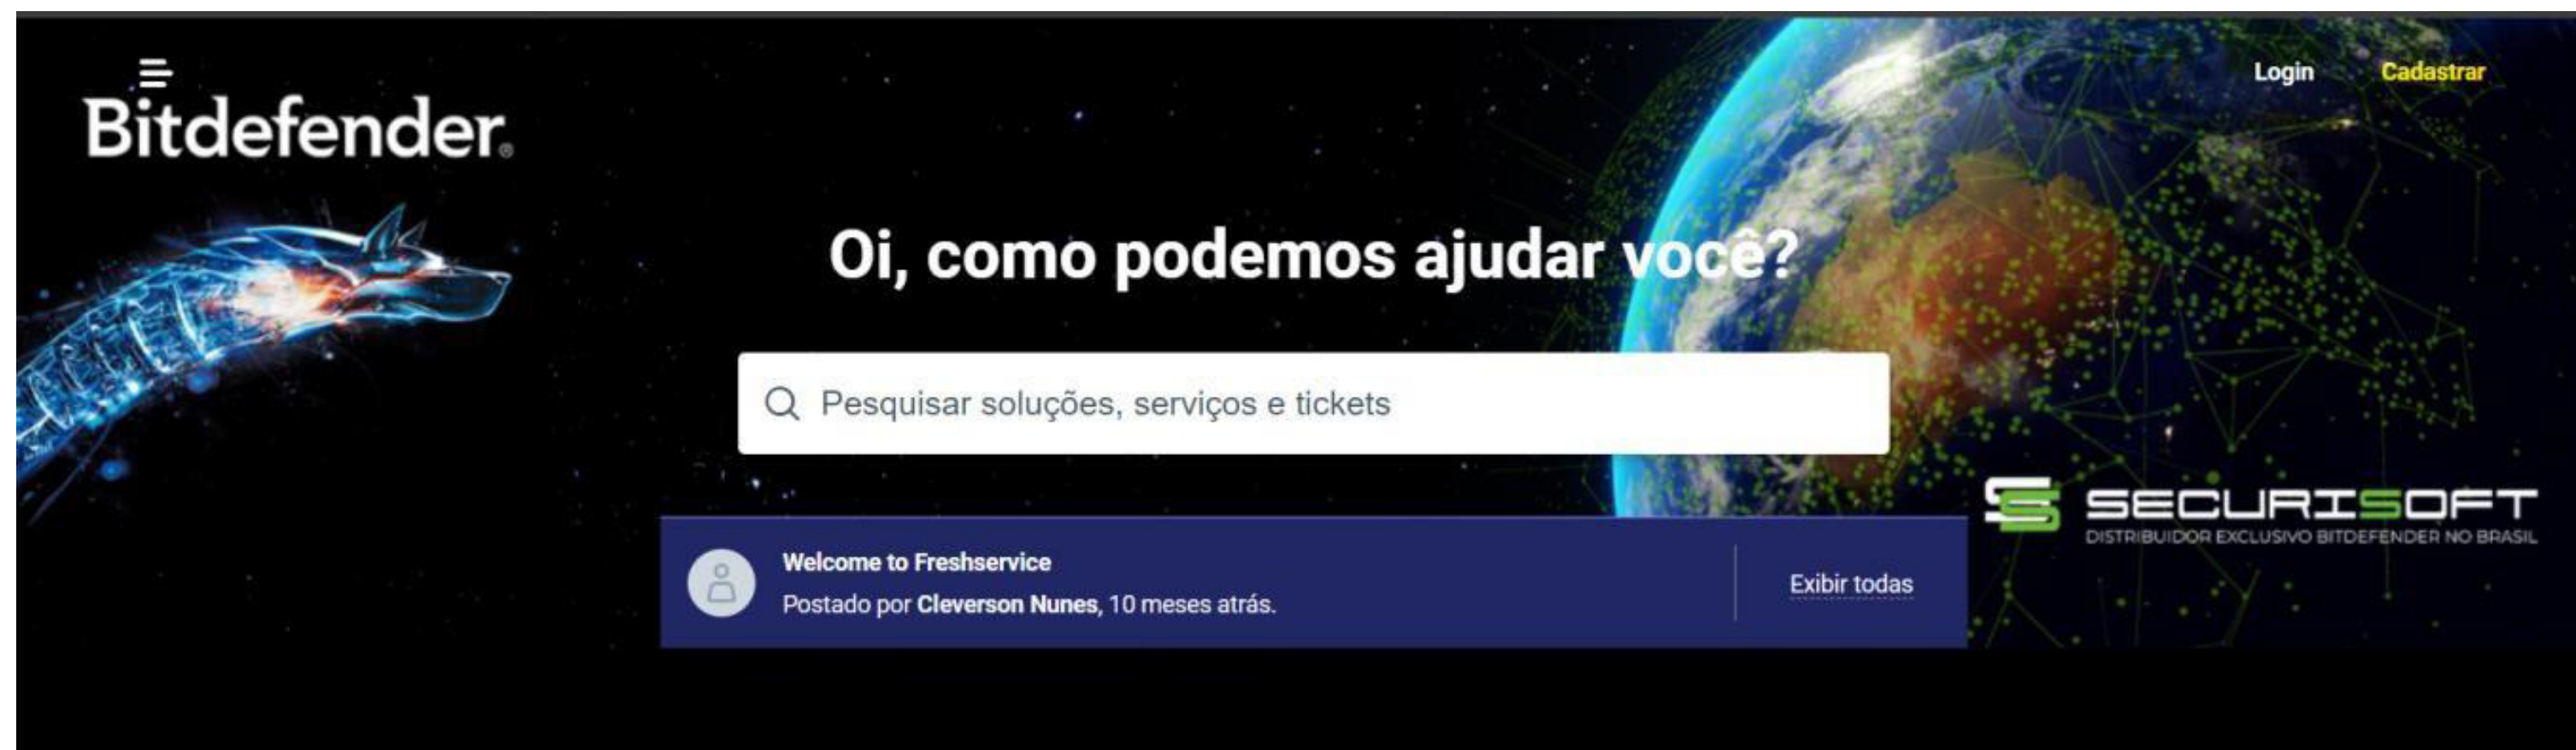 Login Cadastrar
Bitdefender®
Oi, como podemos ajudar você?
Pesquisar soluções, serviços e tickets
SECURISOFT
DISTRIBUIDOR EXCLUSIVO BITDEFENDER NO BRASIL
Welcome to Freshservice
Postado por Cleverson Nunes, 10 meses atrás.
Exibir todas